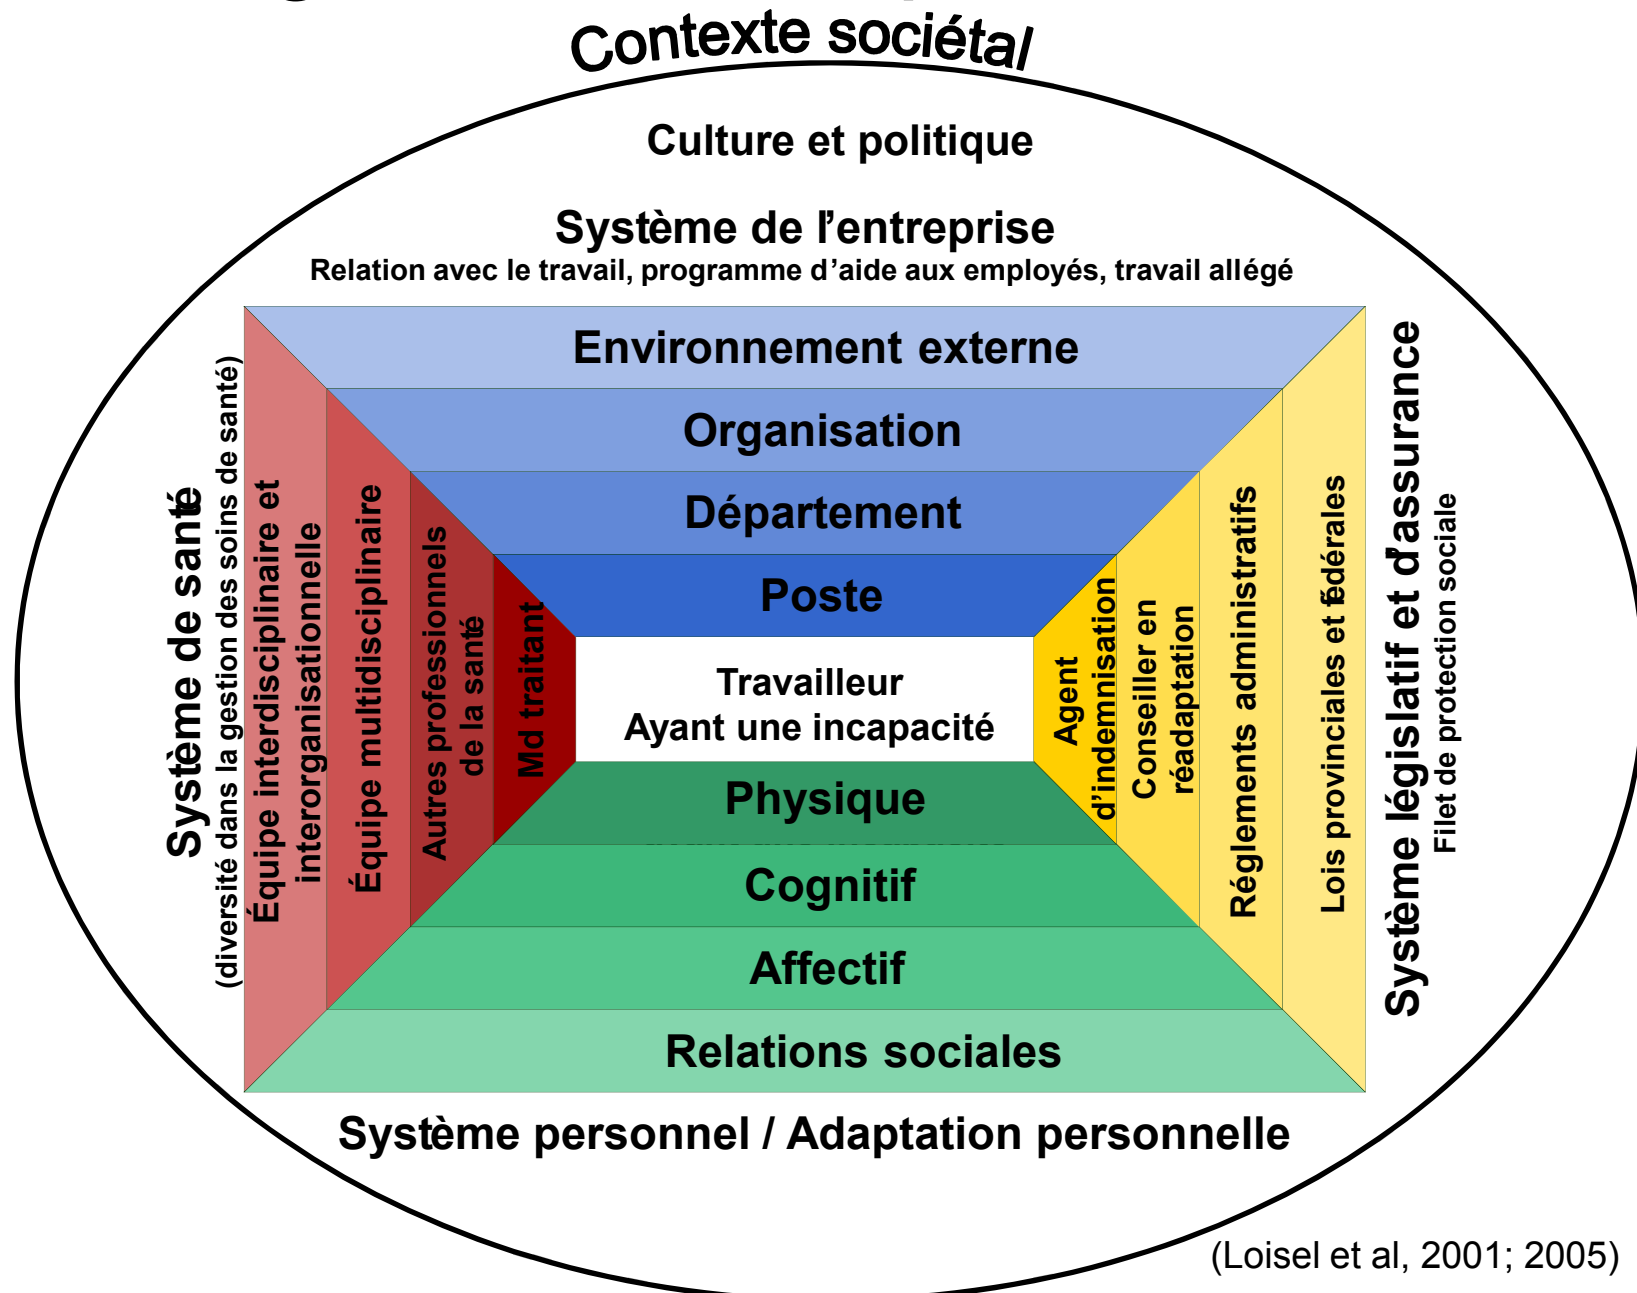 Contexte sociétal
Culture et politique
Système de l'entreprise
Relation avec le travail, programme d'aide aux employés, travail allégé
Environnement externe
Organisation
Département
Poste
Système de santé
(diversité dans la gestion des soins de santé)
Équipe interdisciplinaire et
interorganisationnelle
Équipe multidisciplinaire
Autres professionnels
de la santé
Md traitant
Travailleur
Ayant une incapacité
Agent
d'indemnisation
Conseiller en
réadaptation
Réglements administratifs
Lois provinciales et fédérales
Système législatif et d'assurance
Filet de protection sociale
Physique
Cognitif
Affectif
Relations sociales
Système personnel / Adaptation personnelle
(Loisel et al, 2001; 2005)